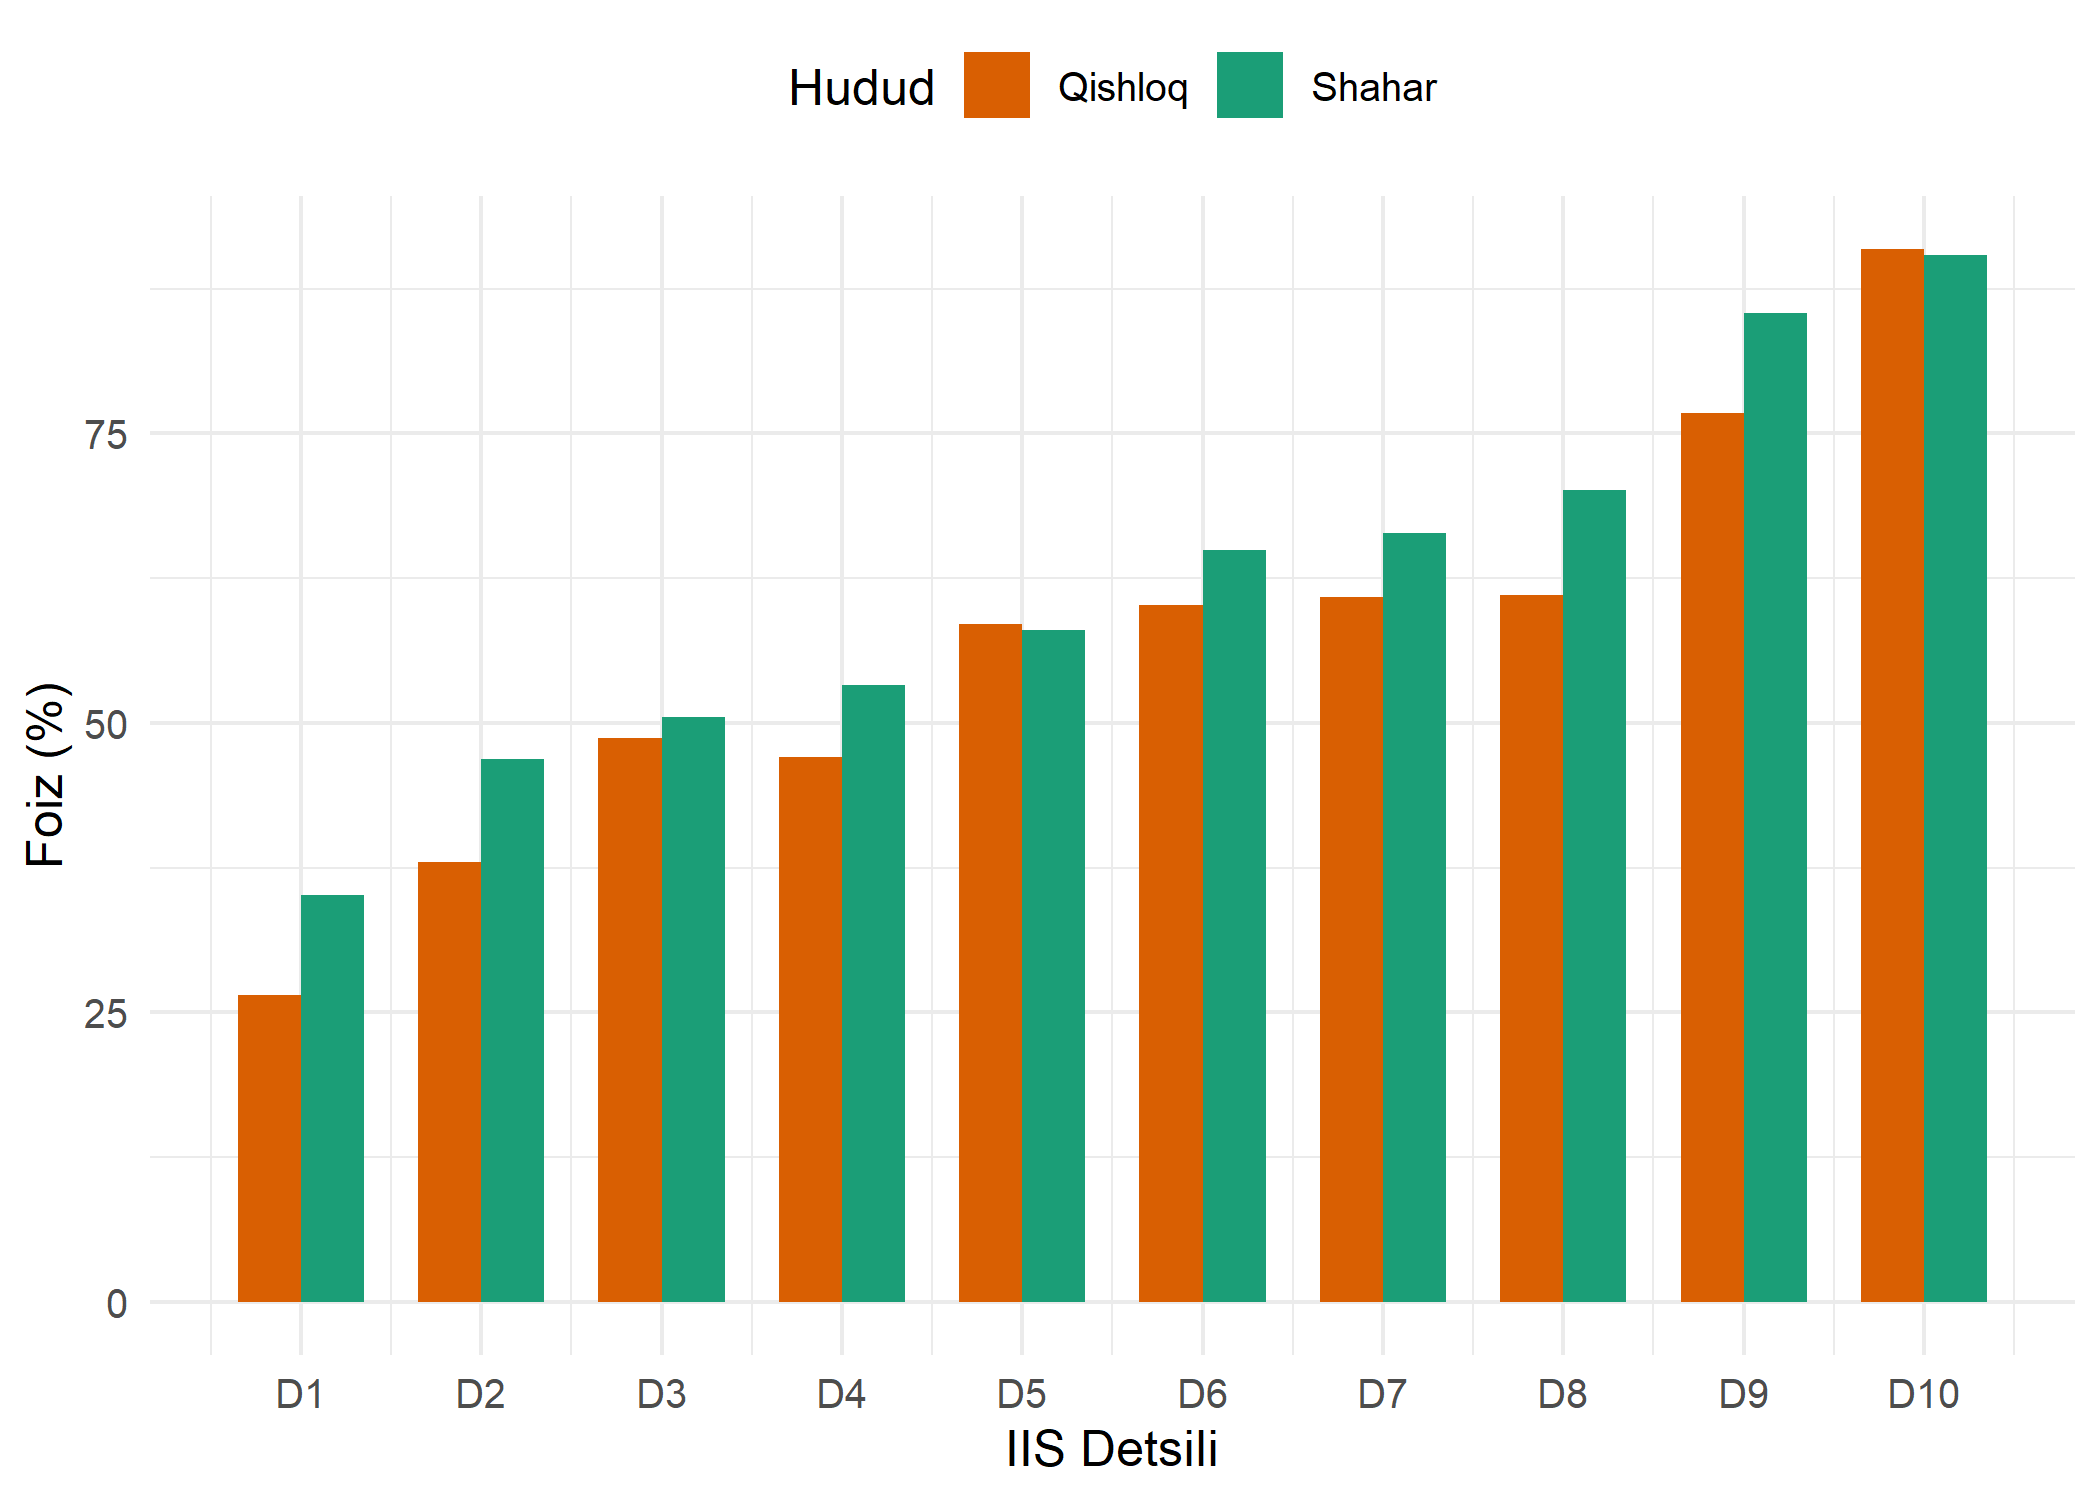 Hudud Qishloq Shahar
Foiz (%)
75
50
25
0
D1 D2 D3 D4 D5 D6 D7 D8 D9 D10
IIS Detsili